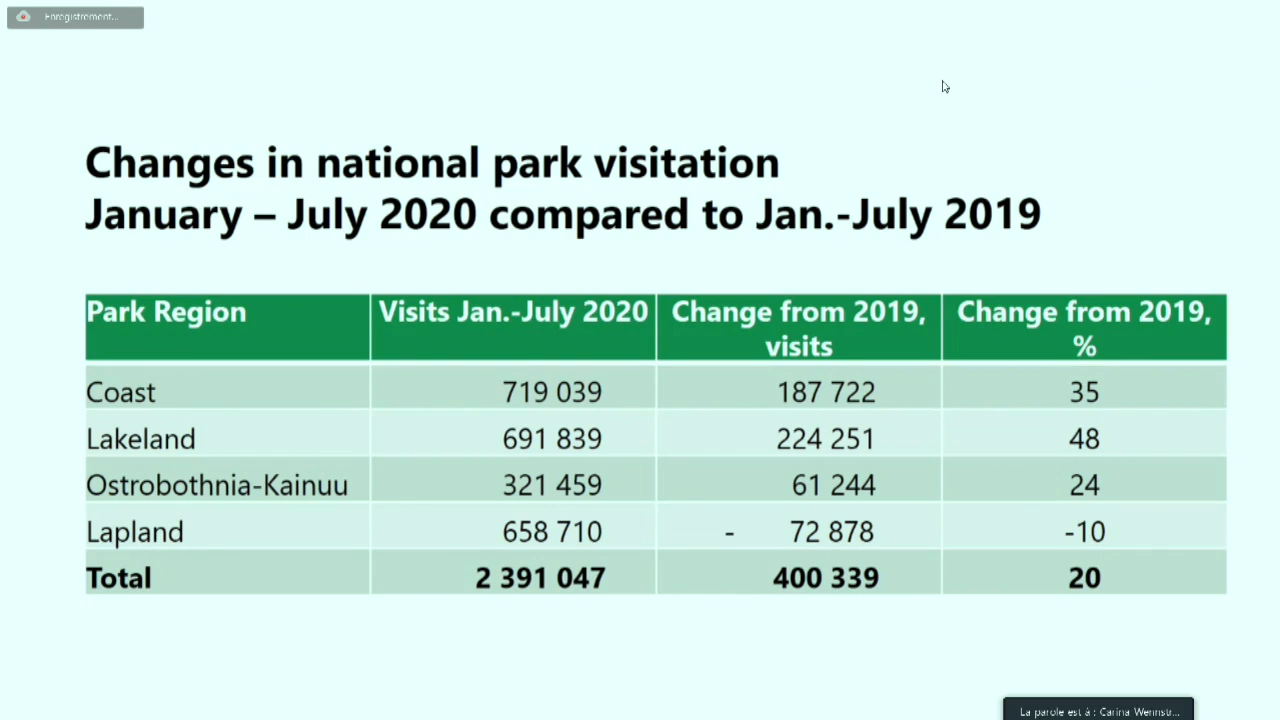 Enregistrement...
Changes in national park visitation
January – July 2020 compared to Jan.-July 2019
Park Region Visits Jan.-July 2020 Change from 2019, visits Change from 2019, %
Coast 719 039 187 722 35
Lakeland 691 839 224 251 48
Ostrobothnia-Kainuu 321 459 61 244 24
Lapland 658 710 - 72 878 -10
Total 2 391 047 400 339 20
La parole est à : Carina Wennstr...